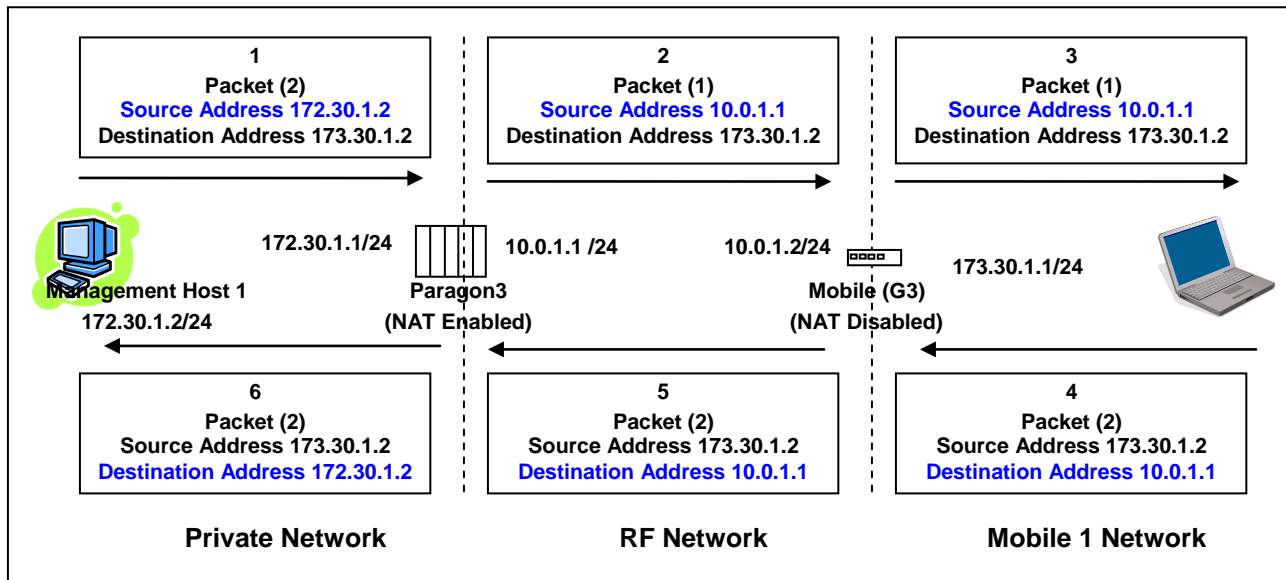 1
Packet (2)
Source Address 172.30.1.2
Destination Address 173.30.1.2
2
Packet (1)
Source Address 10.0.1.1
Destination Address 173.30.1.2
3
Packet (1)
Source Address 10.0.1.1
Destination Address 173.30.1.2
172.30.1.1/24
10.0.1.1 /24
10.0.1.2/24
173.30.1.1/24
Management Host 1
172.30.1.2/24
Paragon3
(NAT Enabled)
Mobile (G3)
(NAT Disabled)
6
Packet (2)
Source Address 173.30.1.2
Destination Address 172.30.1.2
5
Packet (2)
Source Address 173.30.1.2
Destination Address 10.0.1.1
4
Packet (2)
Source Address 173.30.1.2
Destination Address 10.0.1.1
Private Network
RF Network
Mobile 1 Network